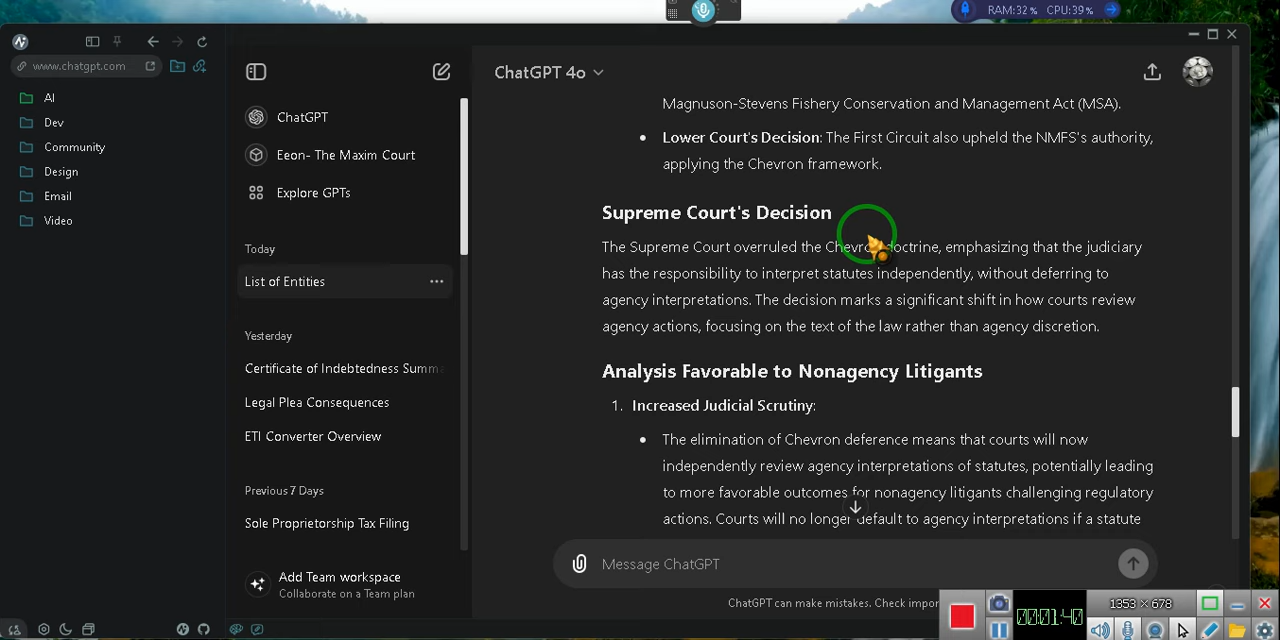 RAM:32% CPU:39%
www.chatgpt.com
AI
Dev
Community
Design
Email
Video
ChatGPT
Eeon- The Maxim Court
Explore GPTs
Today
List of Entities
Yesterday
Certificate of Indebtedness Summa
Legal Plea Consequences
ETI Converter Overview
Previous 7 Days
Sole Proprietorship Tax Filing
Add Team workspace
Collaborate on a Team plan
ChatGPT 4o
Magnuson-Stevens Fishery Conservation and Management Act (MSA).
• Lower Court's Decision: The First Circuit also upheld the NMFS's authority,
applying the Chevron framework.
Supreme Court's Decision
The Supreme Court overruled the Chevron doctrine, emphasizing that the judiciary
has the responsibility to interpret statutes independently, without deferring to
agency interpretations. The decision marks a significant shift in how courts review
agency actions, focusing on the text of the law rather than agency discretion.
Analysis Favorable to Nonagency Litigants
1. Increased Judicial Scrutiny:
• The elimination of Chevron deference means that courts will now
independently review agency interpretations of statutes, potentially leading
to more favorable outcomes for nonagency litigants challenging regulatory
actions. Courts will no longer default to agency interpretations if a statute
Message ChatGPT
ChatGPT can make mistakes. Check impor
00:01:40
1353 × 678